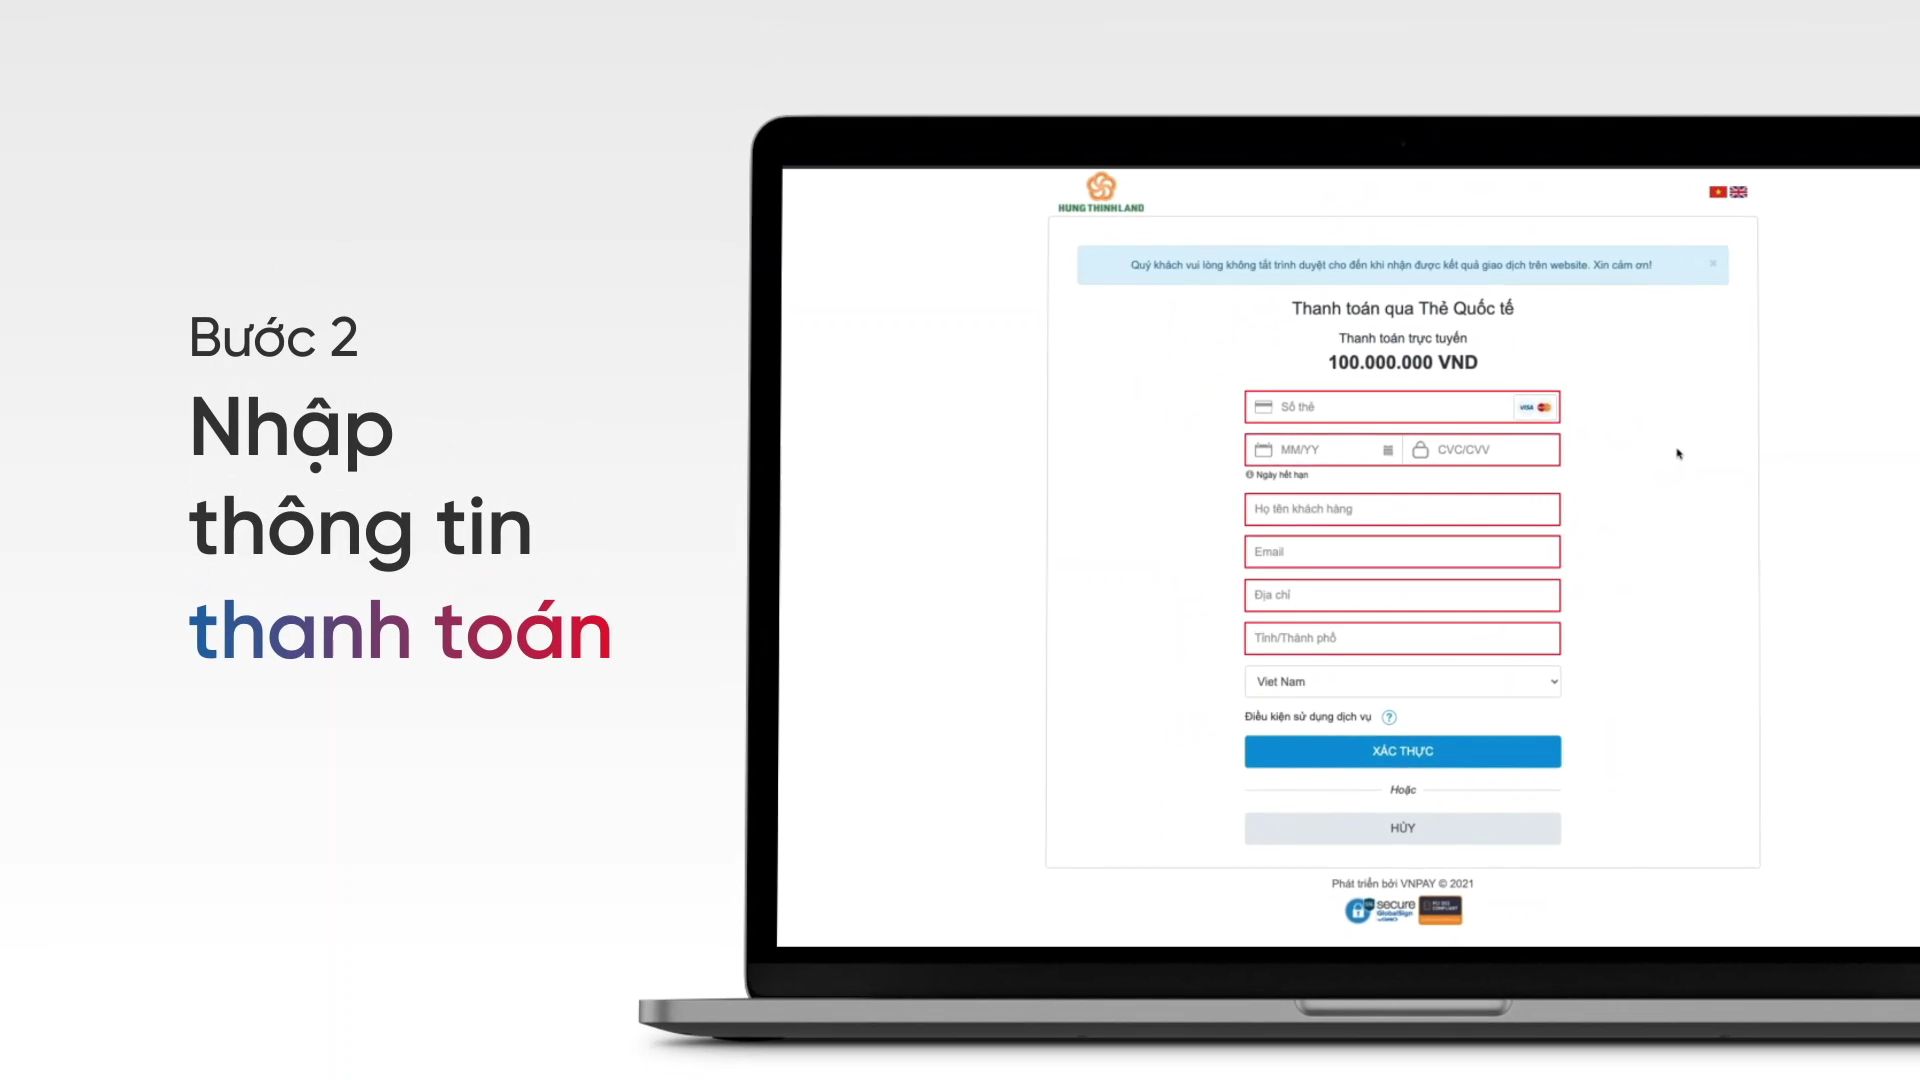 Bước 2
Nhập
thông tin
thanh toán
HUNG THINH LAND
Quý khách vui lòng không tắt trình duyệt cho đến khi nhận được kết quả giao dịch trên website. Xin cảm ơn!
×
Thanh toán qua Thẻ Quốc tế
Thanh toán trực tuyến
100.000.000 VND
Số thẻ
VISA
MM/YY
CVC/CVV
Ngày hết hạn
Họ tên khách hàng
Email
Địa chỉ
Tỉnh/Thành phố
Viet Nam
Điều kiện sử dụng dịch vụ ?
XÁC THỰC
Hoặc
HỦY
Phát triển bởi VNPAY © 2021
secure
GlobalSign
PCI DSS
COMPLIANT